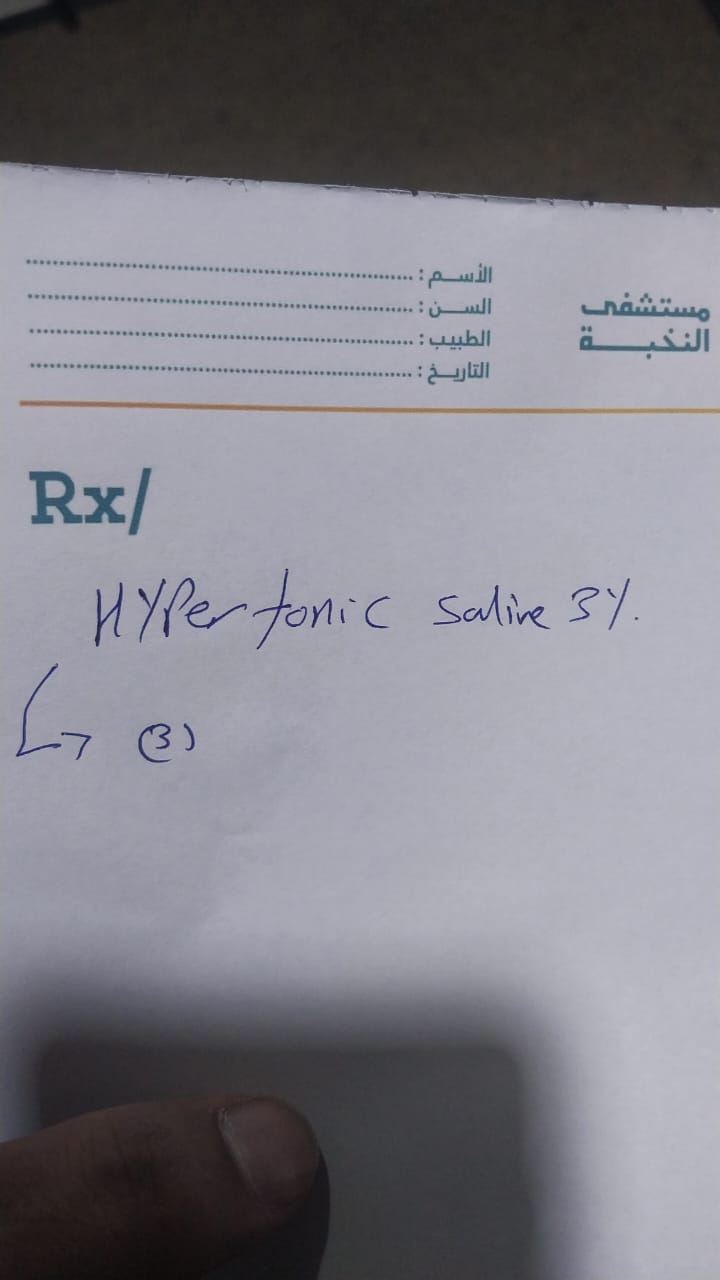 مستشفى
النخبة
الأسم :
السن :
الطبيب :
التاريخ :
Rx/
HYPertonic Saline 3%.
(3)